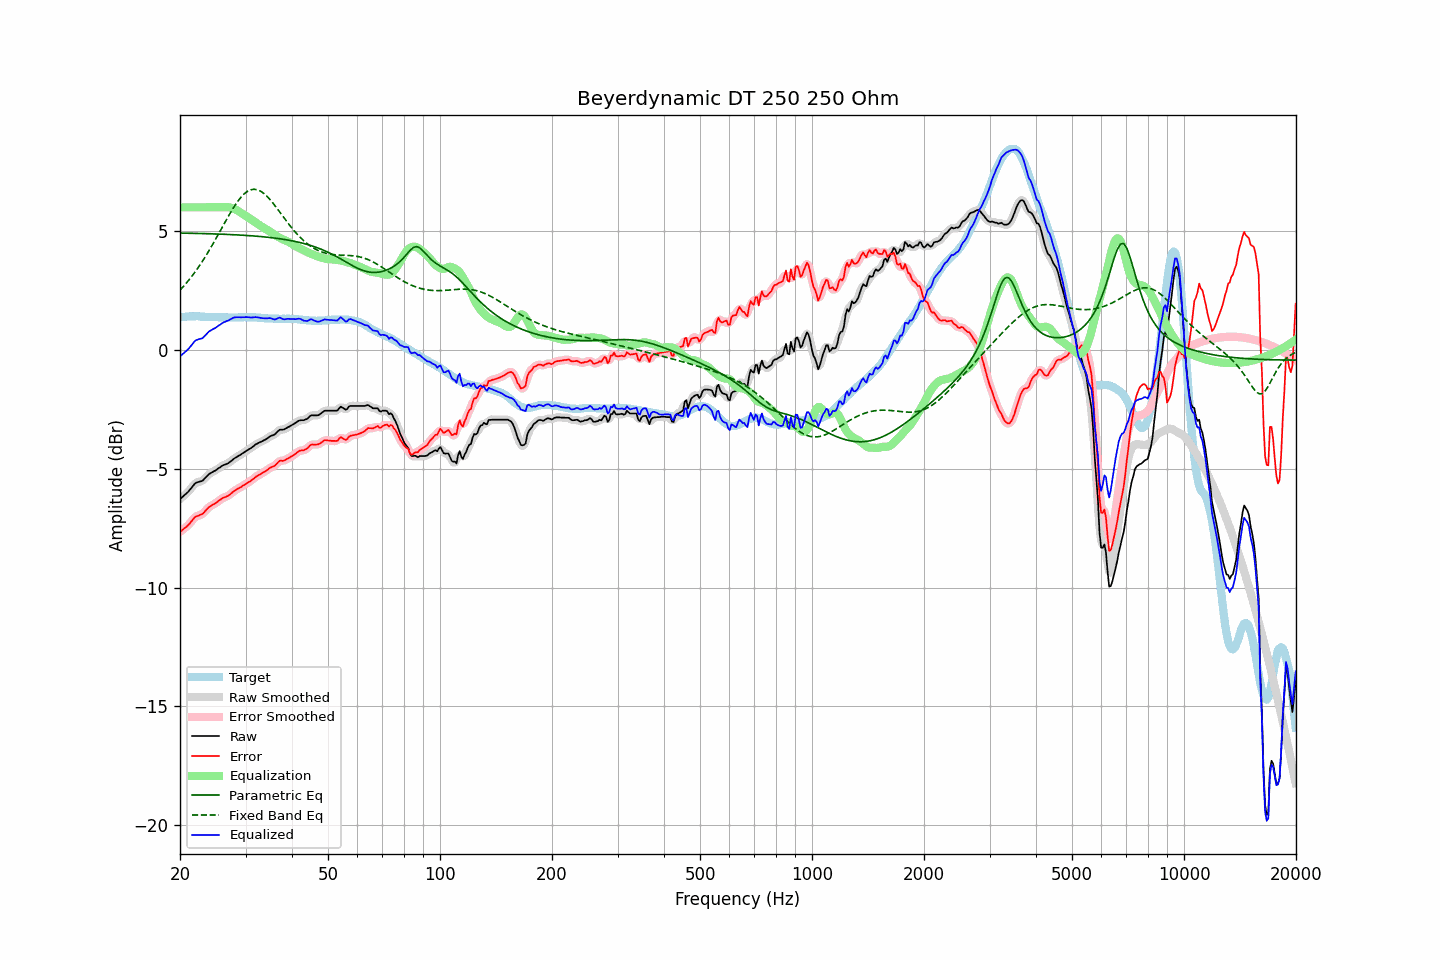 Beyerdynamic DT 250 250 Ohm
Amplitude (dBr)
5
0
−5
−10
−15
−20
Target
Raw Smoothed
Error Smoothed
Raw
Error
Equalization
Parametric Eq
Fixed Band Eq
Equalized
20 50 100 200 500 1000 2000 5000 10000 20000
Frequency (Hz)